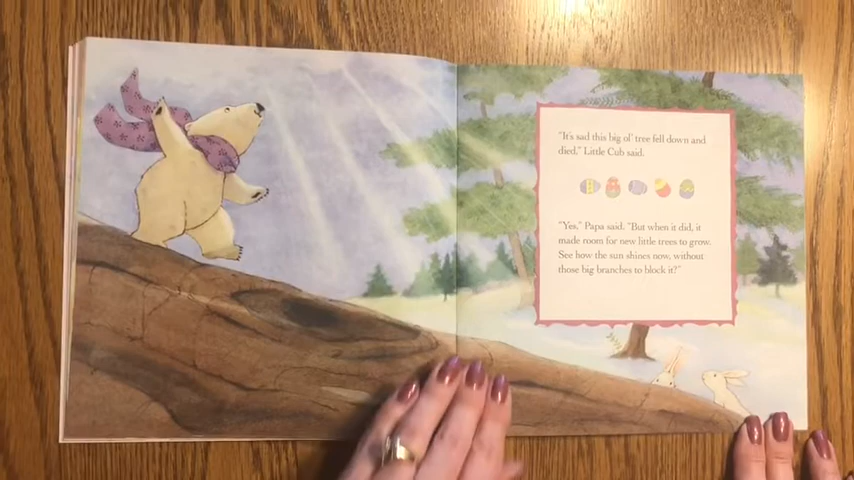 "It's sad this big ol' tree fell down and
died," Little Cub said.
"Yes," Papa said. "But when it did, it
made room for new little trees to grow.
See how the sun shines now, without
those big branches to block it?"